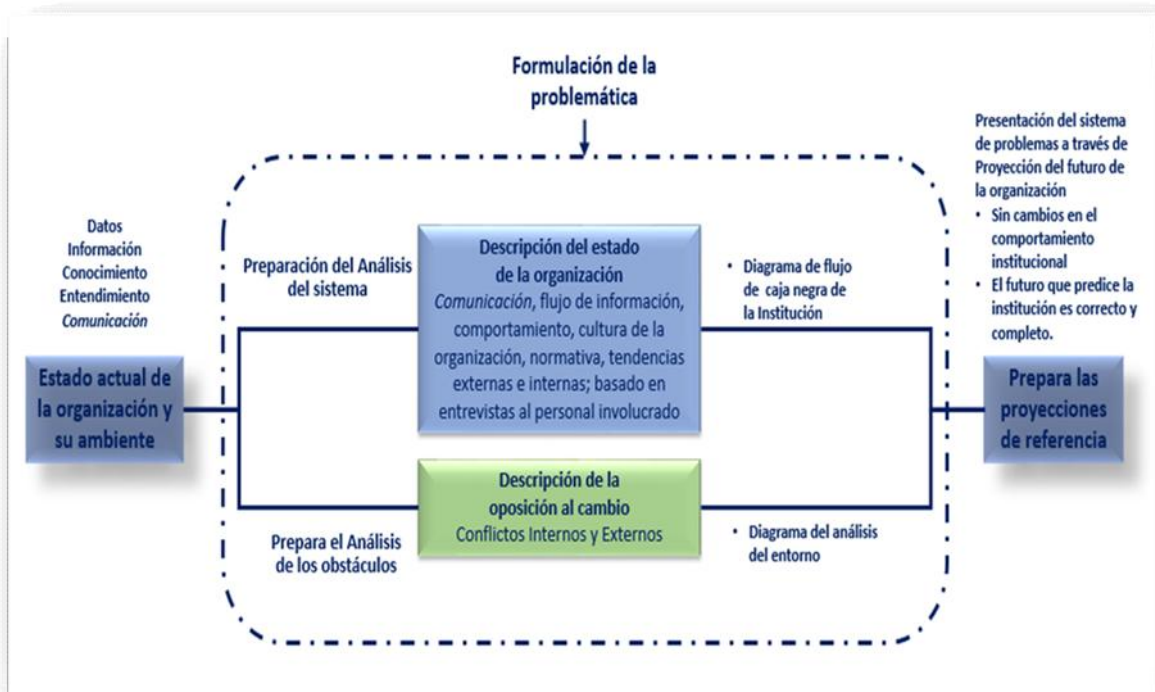 Formulación de la
problemática
Datos
Información
Conocimiento
Entendimiento
Comunicación
Estado actual de
la organización y
su ambiente
Preparación del Análisis
del sistema
Descripción del estado
de la organización
Comunicación, flujo de información,
comportamiento, cultura de la
organización, normativa, tendencias
externas e internas; basado en
entrevistas al personal involucrado
• Diagrama de flujo
de caja negra de
la Institución
Prepara el Análisis
de los obstáculos
Descripción de la
oposición al cambio
Conflictos Internos y Externos
• Diagrama del análisis
del entorno
Presentación del sistema
de problemas a través de
Proyección del futuro de
la organización
• Sin cambios en el
comportamiento
institucional
• El futuro que predice la
institución es correcto y
completo.
Prepara las
proyecciones
de referencia